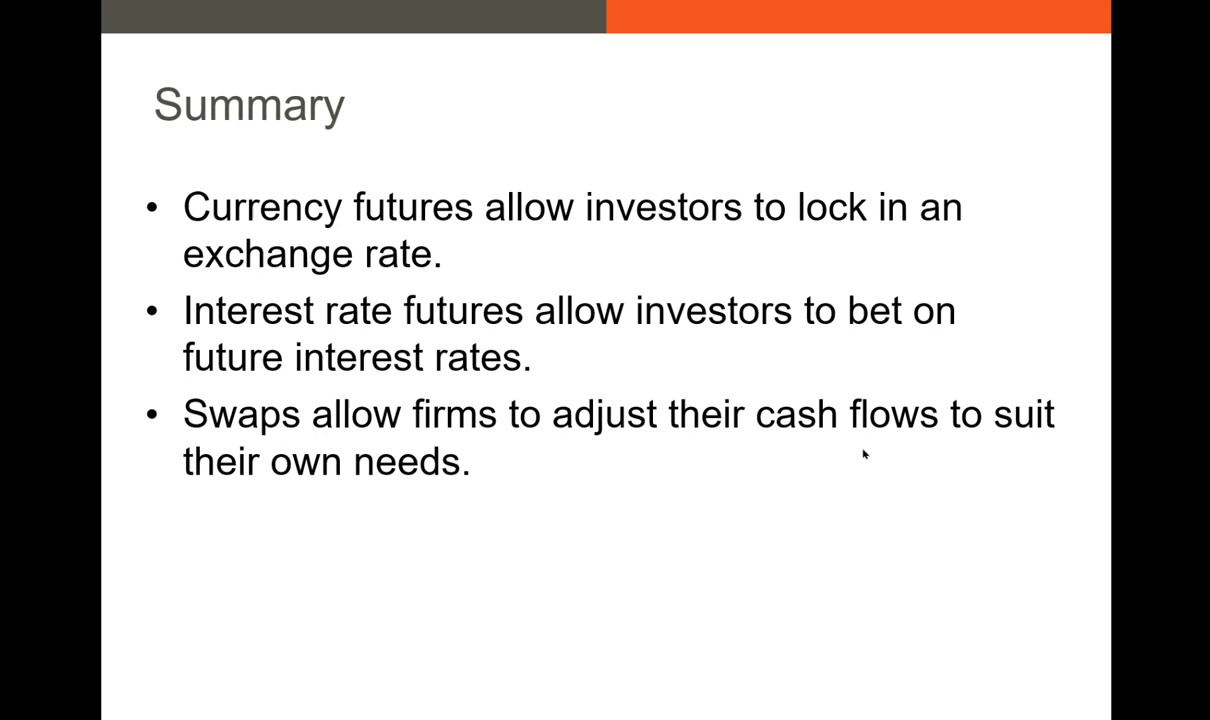 Summary
• Currency futures allow investors to lock in an
exchange rate.
• Interest rate futures allow investors to bet on
future interest rates.
• Swaps allow firms to adjust their cash flows to suit
their own needs.